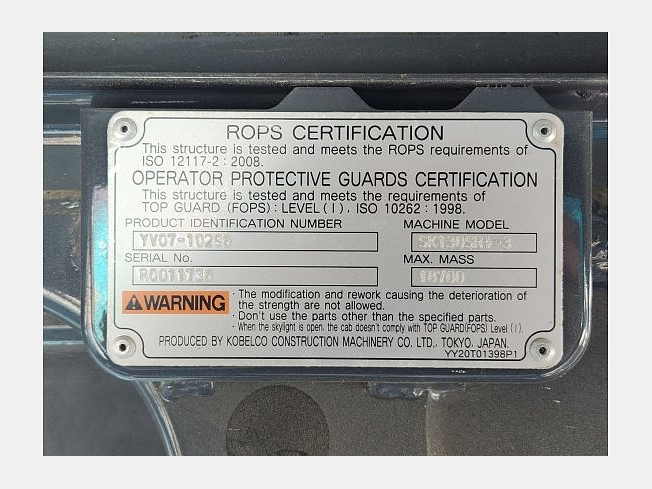 ROPS CERTIFICATION
This structure is tested and meets the ROPS requirements of
ISO 12117-2 : 2008.
OPERATOR PROTECTIVE GUARDS CERTIFICATION
This structure is tested and meets the requirements of
TOP GUARD (FOPS) : LEVEL ( I ) , ISO 10262 : 1998.
PRODUCT IDENTIFICATION NUMBER MACHINE MODEL
SERIAL No. MAX. MASS
16700
WARNING
· The modification and rework causing the deterioration of
the strength are not allowed.
· Don't use the parts other than the specified parts.
· When the skylight is open, the cab doesn't comply with TOP GUARD(FOPS) Level ( I ).
PRODUCED BY KOBELCO CONSTRUCTION MACHINERY CO. LTD., TOKYO, JAPAN.
YY20T01398P1